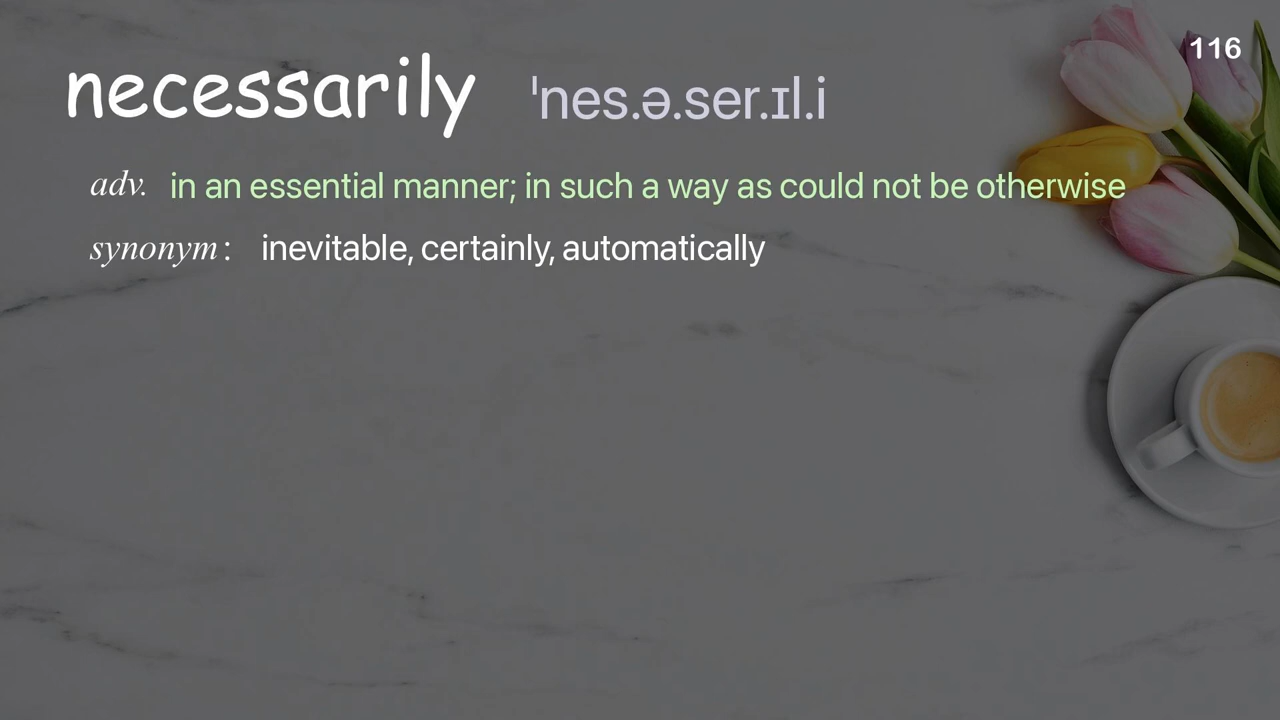 116
necessarily ˈnes.ə.ser.ɪl.i
adv. in an essential manner; in such a way as could not be otherwise
synonym: inevitable, certainly, automatically